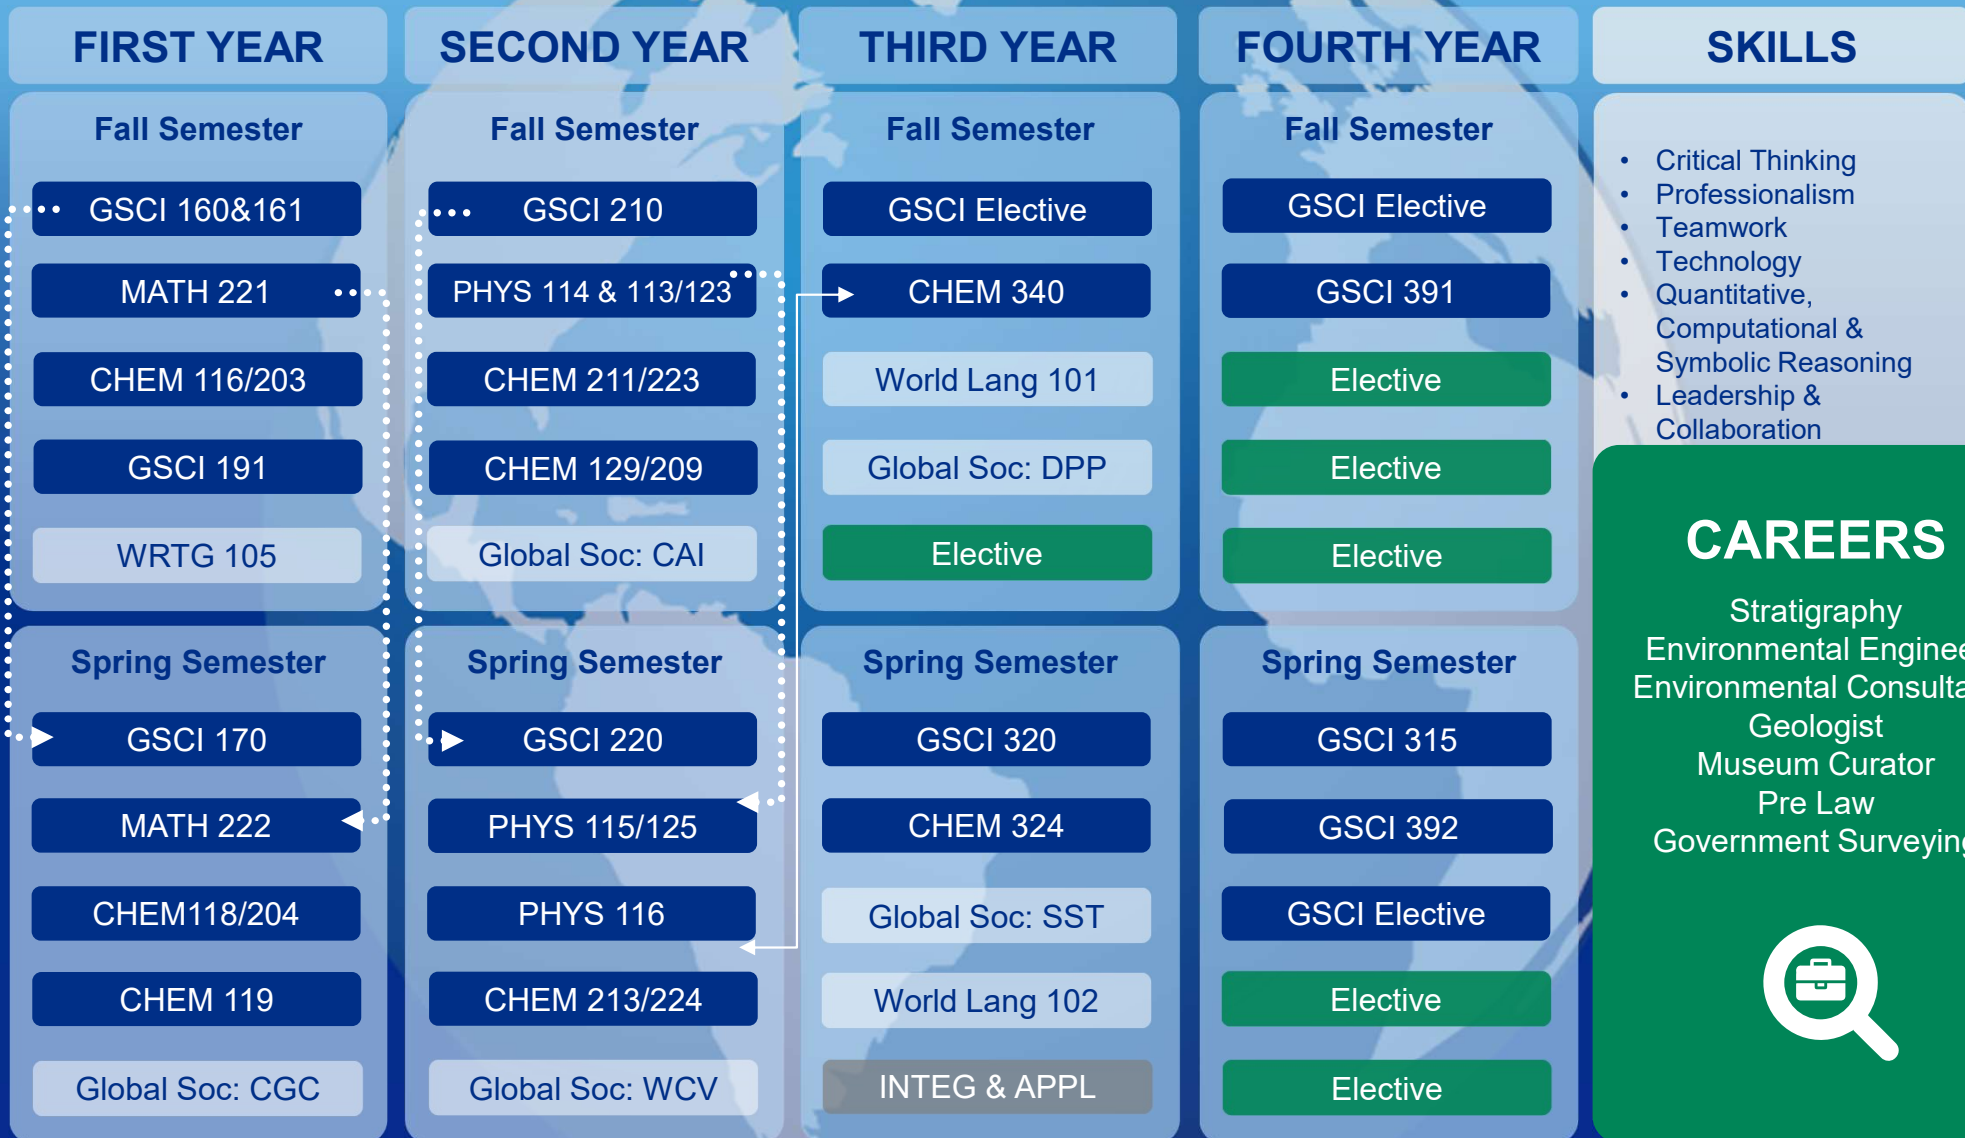 FIRST YEAR
Fall Semester
GSCI 160&161
MATH 221
CHEM 116/203
GSCI 191
WRTG 105
Spring Semester
GSCI 170
MATH 222
CHEM118/204
CHEM 119
Global Soc: CGC
SECOND YEAR
Fall Semester
GSCI 210
PHYS 114 & 113/123
CHEM 211/223
CHEM 129/209
Global Soc: CAI
Spring Semester
GSCI 220
PHYS 115/125
PHYS 116
CHEM 213/224
Global Soc: WCV
THIRD YEAR
Fall Semester
GSCI Elective
CHEM 340
World Lang 101
Global Soc: DPP
Elective
Spring Semester
GSCI 320
CHEM 324
Global Soc: SST
World Lang 102
INTEG & APPL
FOURTH YEAR
Fall Semester
GSCI Elective
GSCI 391
Elective
Elective
Elective
Spring Semester
GSCI 315
GSCI 392
GSCI Elective
Elective
Elective
SKILLS
• Critical Thinking
• Professionalism
• Teamwork
• Technology
• Quantitative,
Computational &
Symbolic Reasoning
• Leadership &
Collaboration
CAREERS
Stratigraphy
Environmental
Environmental
Geologist
Museum Curator
Pre Law
Government Surveying